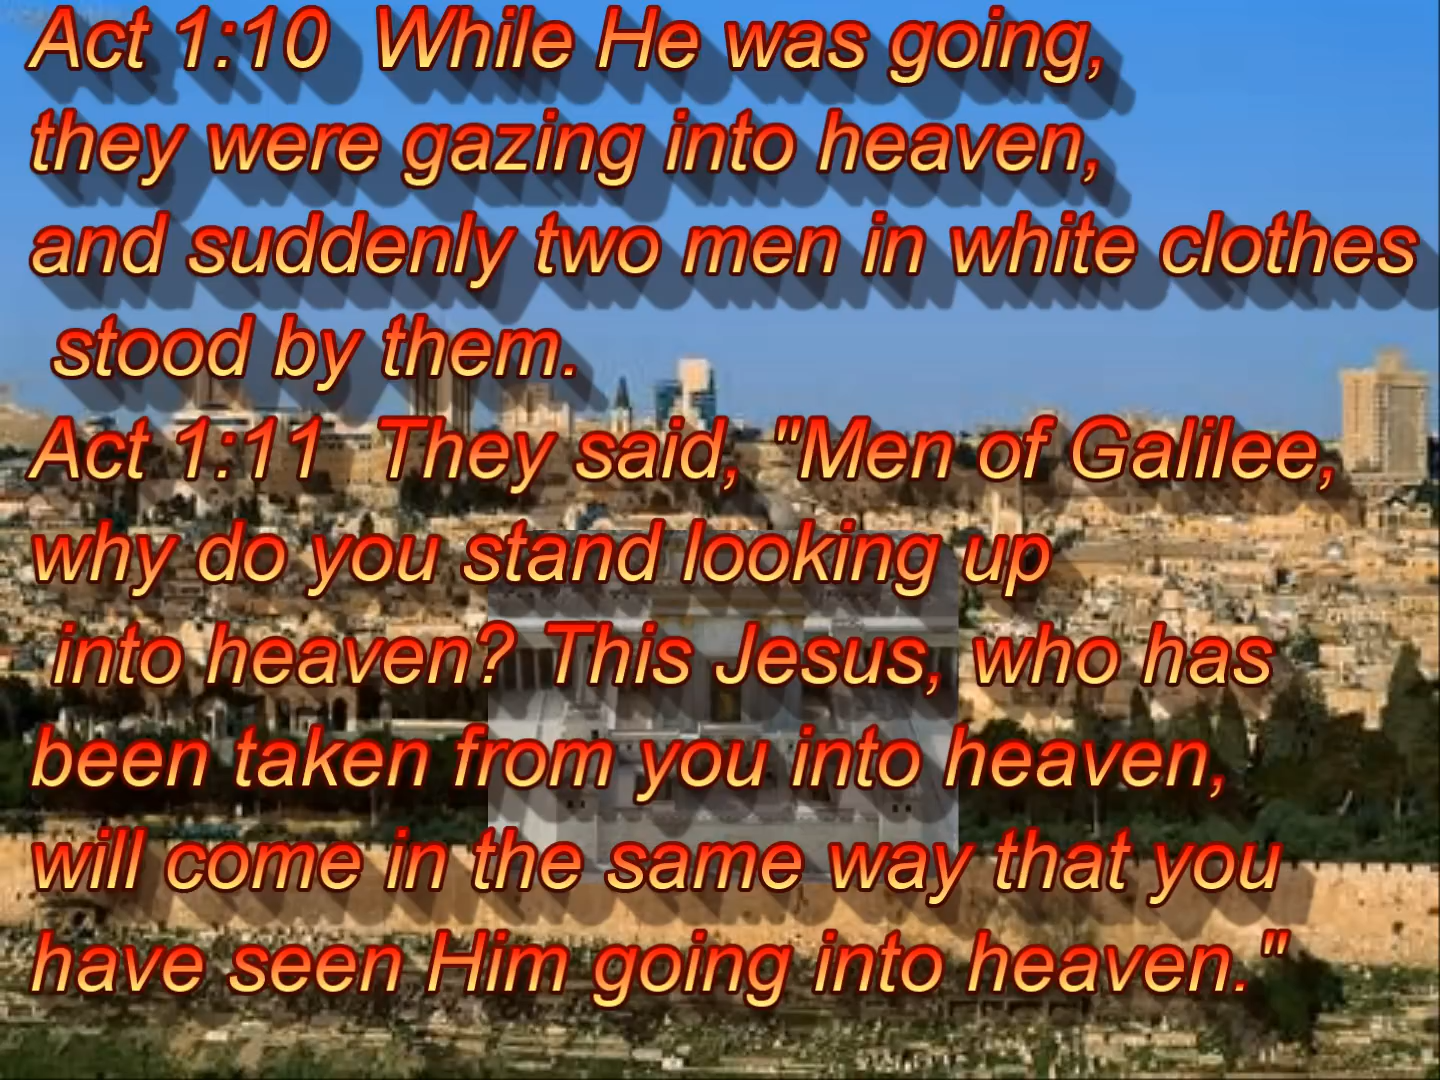 Act 1:10  While He was going,
they were gazing into heaven,
and suddenly two men in white clothes
stood by them.
Act 1:11  They said, "Men of Galilee,
why do you stand looking up
into heaven? This Jesus, who has
been taken from you into heaven,
will come in the same way that you
have seen Him going into heaven."